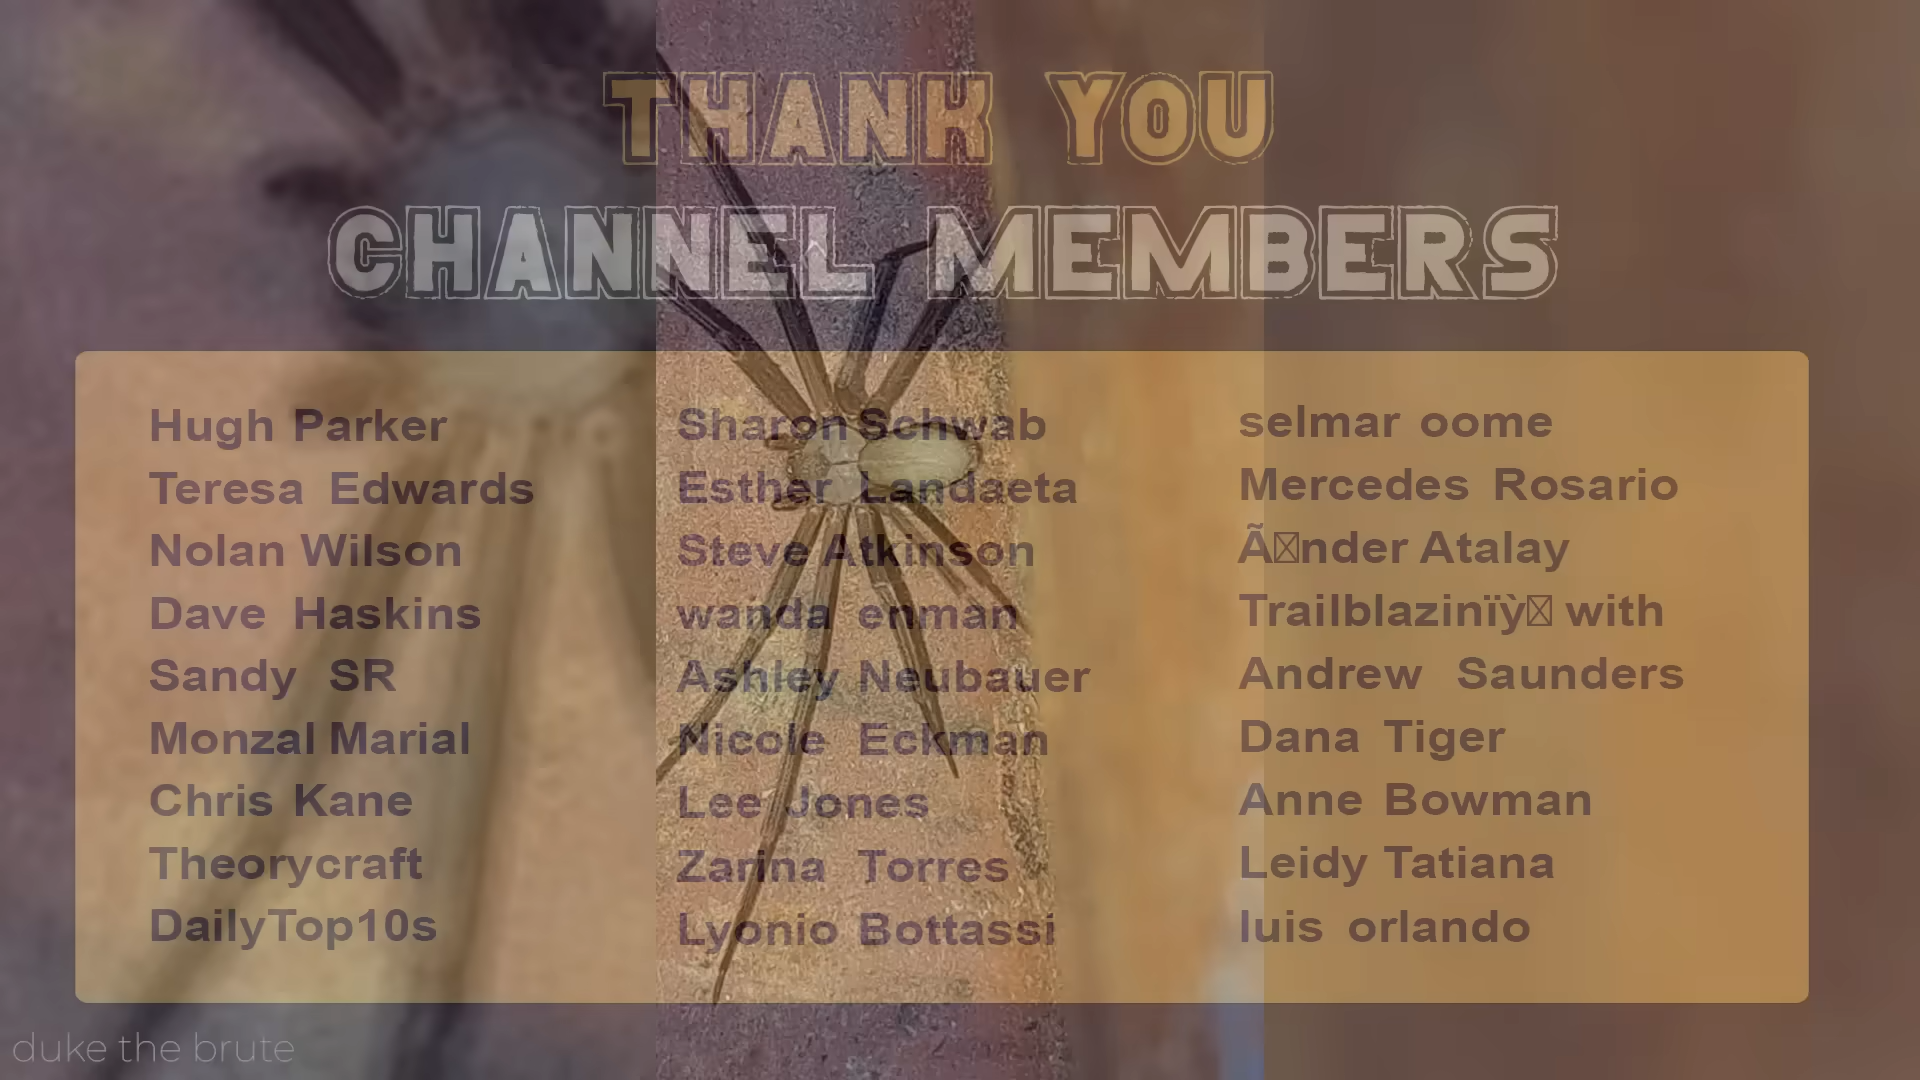 THANK YOU
CHANNEL MEMBERS
Hugh Parker
Teresa Edwards
Nolan Wilson
Dave Haskins
Sandy SR
Monzal Marial
Chris Kane
Theorycraft
DailyTop10s
Sharon Schwab
Esther Landaeta
Steve Atkinson
wanda enman
Ashley Neubauer
Nicole Eckman
Lee Jones
Zarina Torres
Lyonio Bottassi
selmar oome
Mercedes Rosario
Ã□nder Atalay
Trailblazinïỳ□ with
Andrew Saunders
Dana Tiger
Anne Bowman
Leidy Tatiana
luis orlando
duke the brute